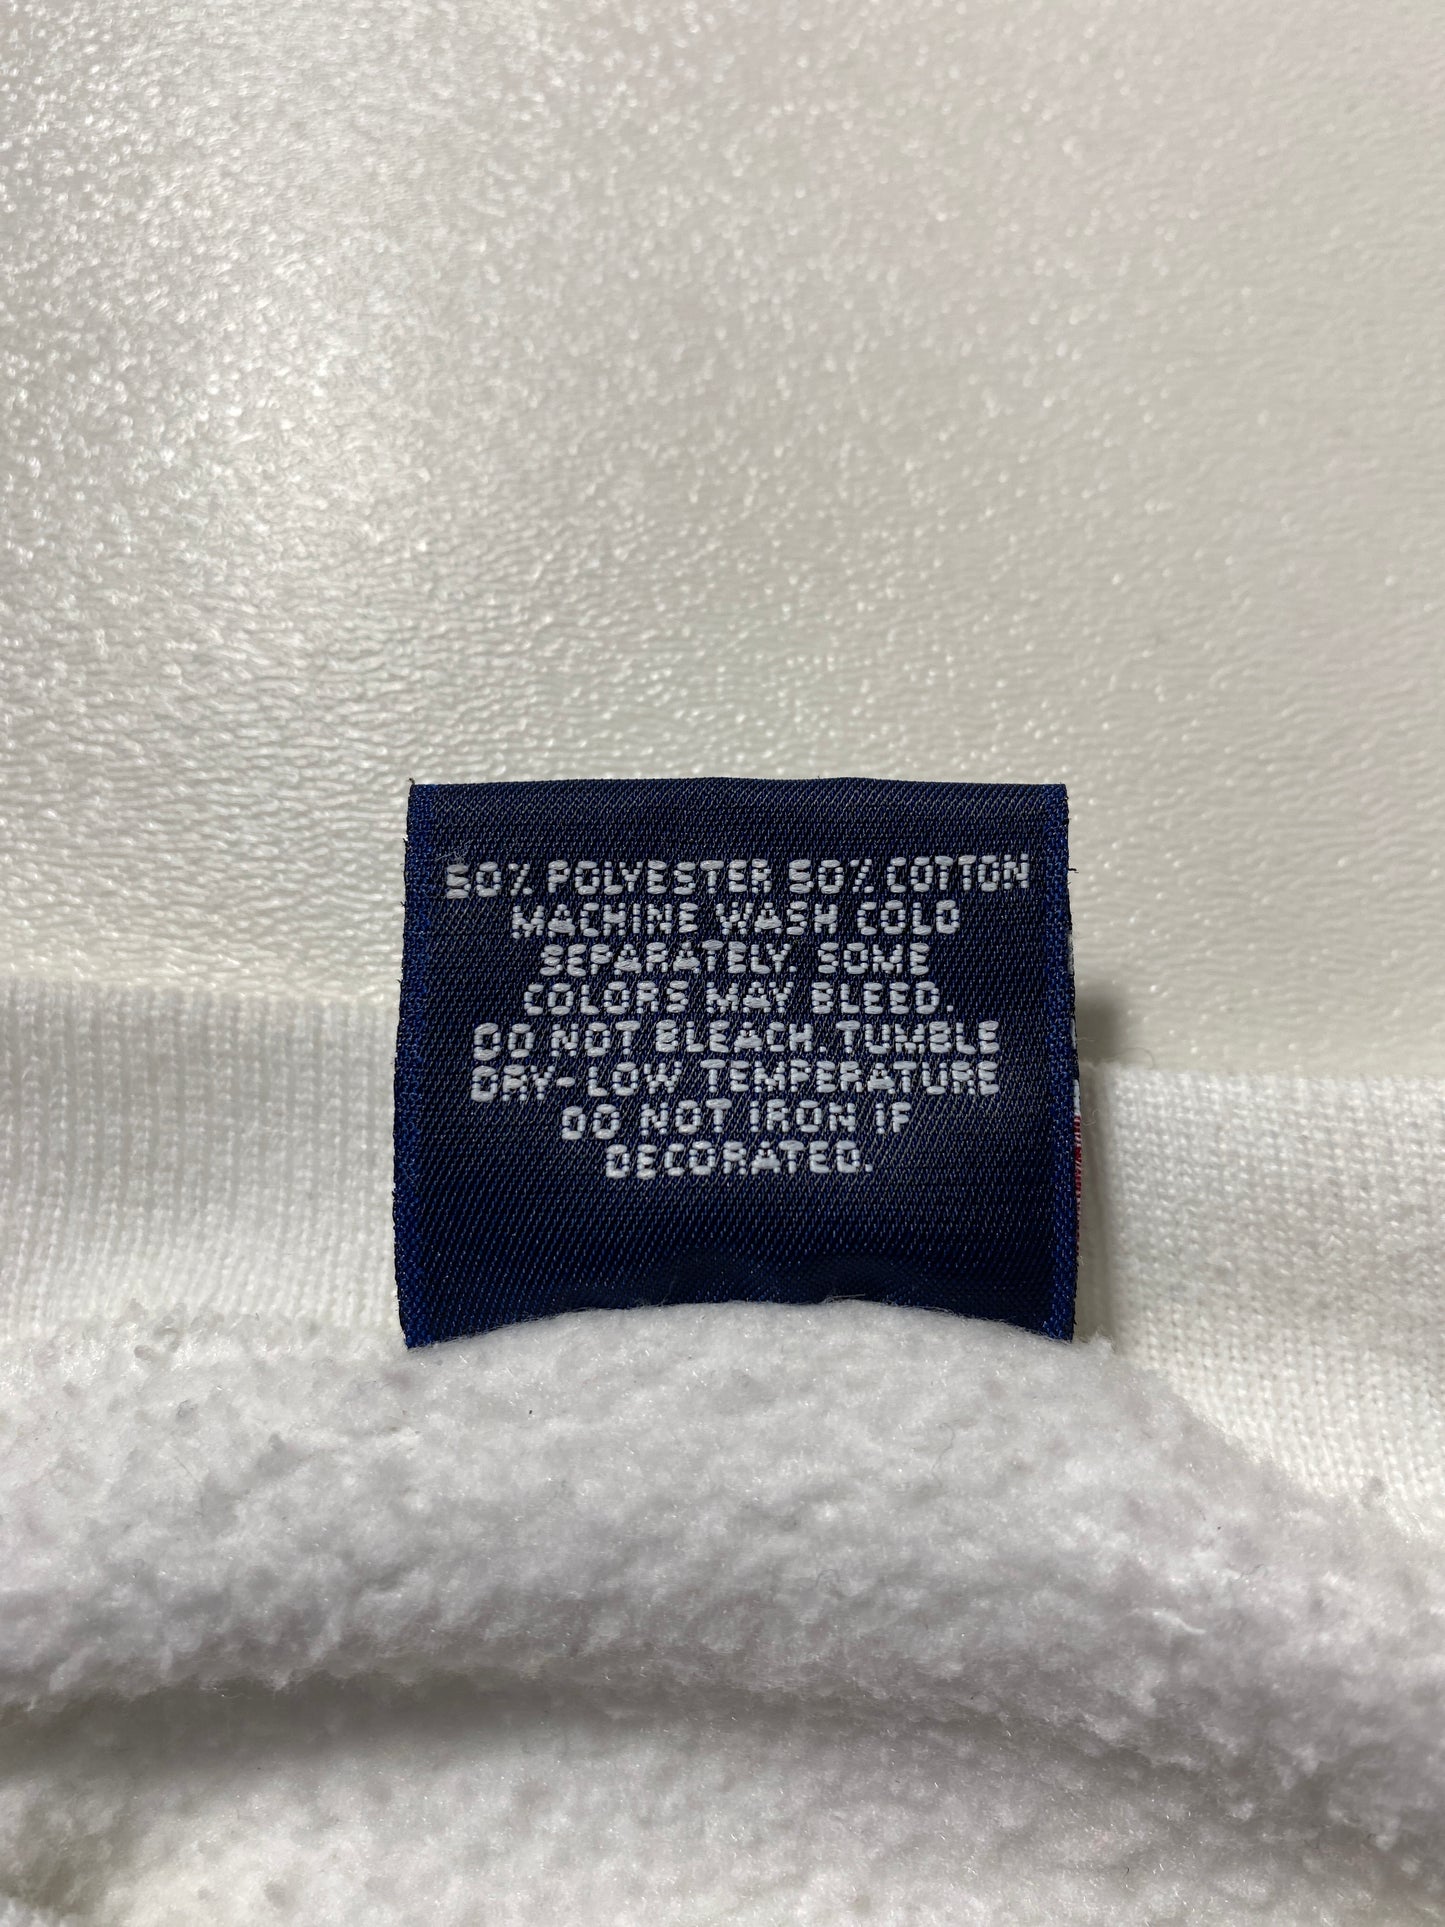 50% POLYESTER 50% COTTON
MACHINE WASH COLD
SEPARATELY. SOME
COLORS MAY BLEED.
DO NOT BLEACH. TUMBLE
DRY-LOW TEMPERATURE
DO NOT IRON IF
DECORATED.